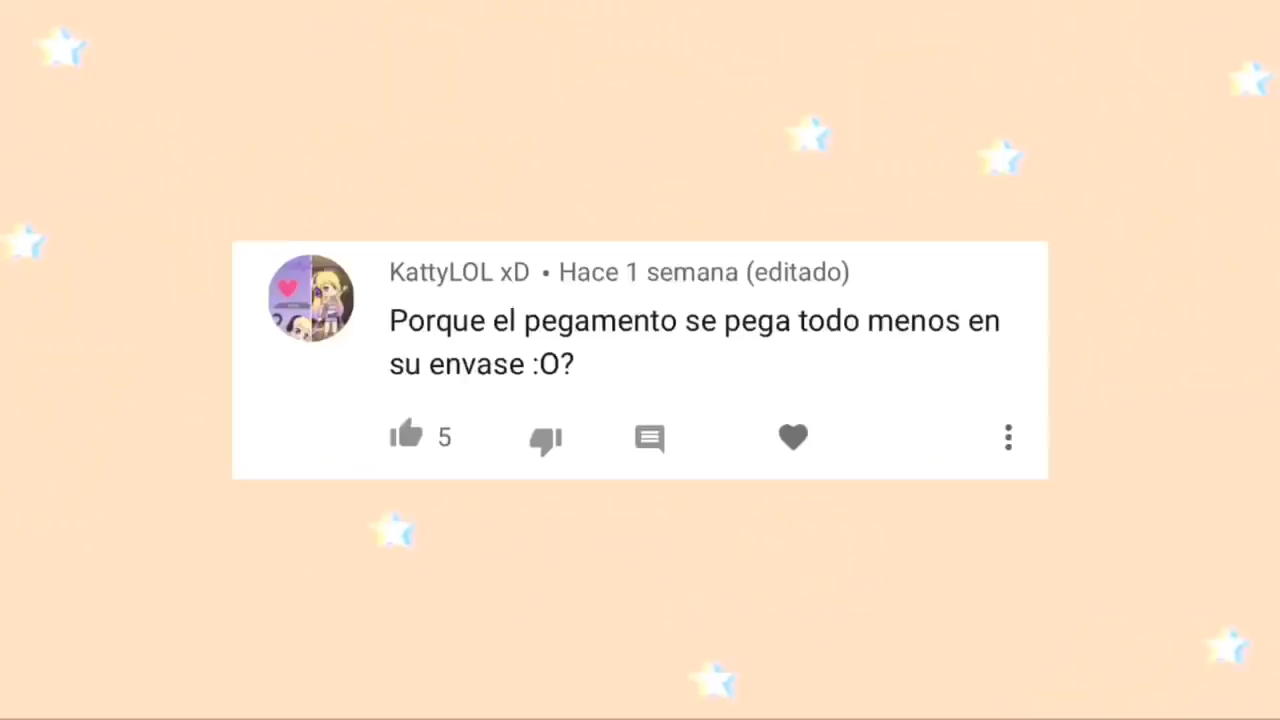 KattyLOL xD • Hace 1 semana (editado)
Porque el pegamento se pega todo menos en
su envase :O?
5